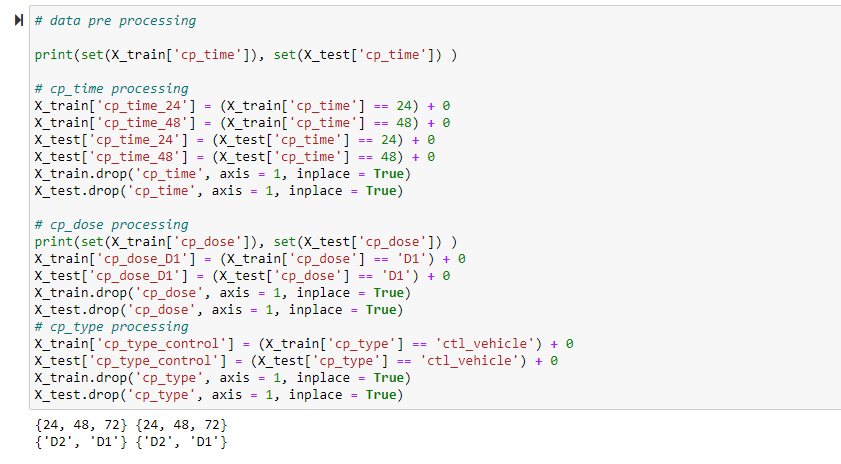 # data pre processing
print(set(X_train['cp_time']), set(X_test['cp_time']) )
# cp_time processing
X_train['cp_time_24'] = (X_train['cp_time'] == 24) + 0
X_train['cp_time_48'] = (X_train['cp_time'] == 48) + 0
X_test['cp_time_24'] = (X_test['cp_time'] == 24) + 0
X_test['cp_time_48'] = (X_test['cp_time'] == 48) + 0
X_train.drop('cp_time', axis = 1, inplace = True)
X_test.drop('cp_time', axis = 1, inplace = True)
# cp_dose processing
print(set(X_train['cp_dose']), set(X_test['cp_dose']) )
X_train['cp_dose_D1'] = (X_train['cp_dose'] == 'D1') + 0
X_test['cp_dose_D1'] = (X_test['cp_dose'] == 'D1') + 0
X_train.drop('cp_dose', axis = 1, inplace = True)
X_test.drop('cp_dose', axis = 1, inplace = True)
# cp_type processing
X_train['cp_type_control'] = (X_train['cp_type'] == 'ctl_vehicle') + 0
X_test['cp_type_control'] = (X_test['cp_type'] == 'ctl_vehicle') + 0
X_train.drop('cp_type', axis = 1, inplace = True)
X_test.drop('cp_type', axis = 1, inplace = True)
{24, 48, 72} {24, 48, 72}
{'D2', 'D1'} {'D2', 'D1'}